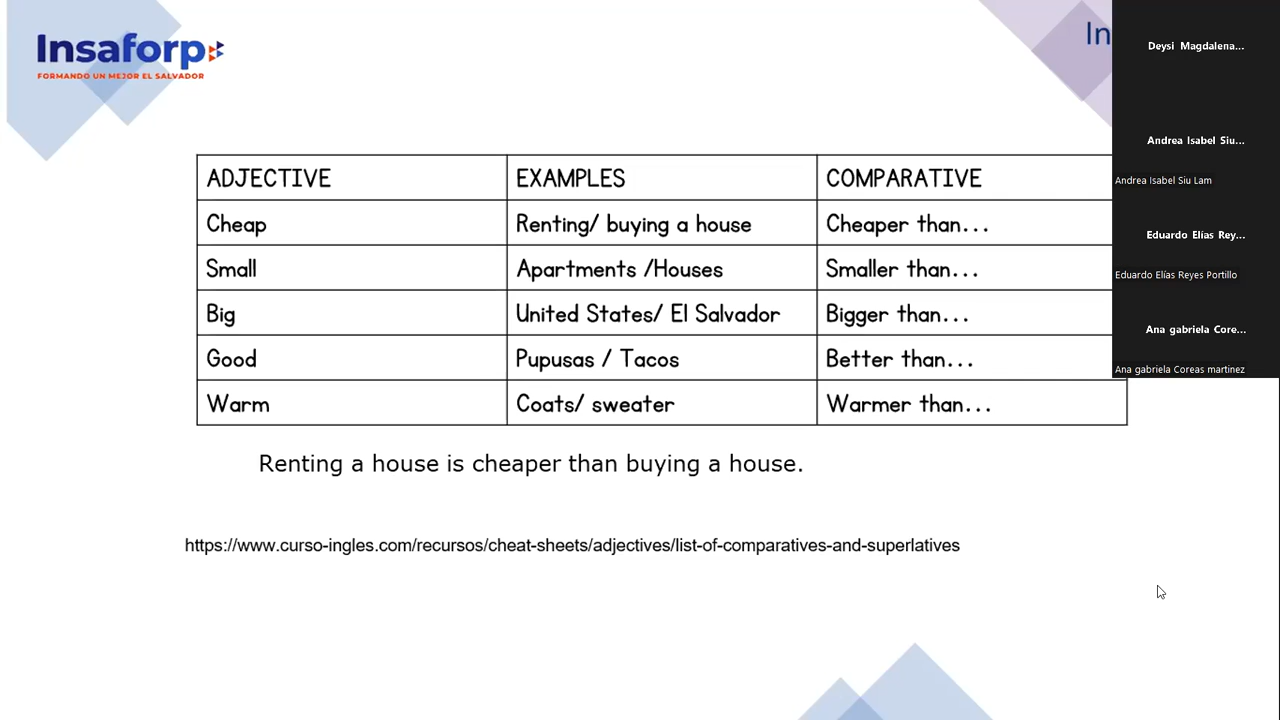 Insaforp
FORMANDO UN MEJOR EL SALVADOR
In
ADJECTIVE EXAMPLES COMPARATIVE
Cheap Renting/ buying a house Cheaper than...
Small Apartments /Houses Smaller than...
Big United States/ El Salvador Bigger than...
Good Pupusas / Tacos Better than...
Warm Coats/ sweater Warmer than...
Renting a house is cheaper than buying a house.
https://www.curso-ingles.com/recursos/cheat-sheets/adjectives/list-of-comparatives-and-superlatives
Deysi Magdalena...
Andrea Isabel Siu...
Andrea Isabel Siu Lam
Eduardo Elías Rey...
Eduardo Elías Reyes Portillo
Ana gabriela Core...
Ana gabriela Coreas martinez